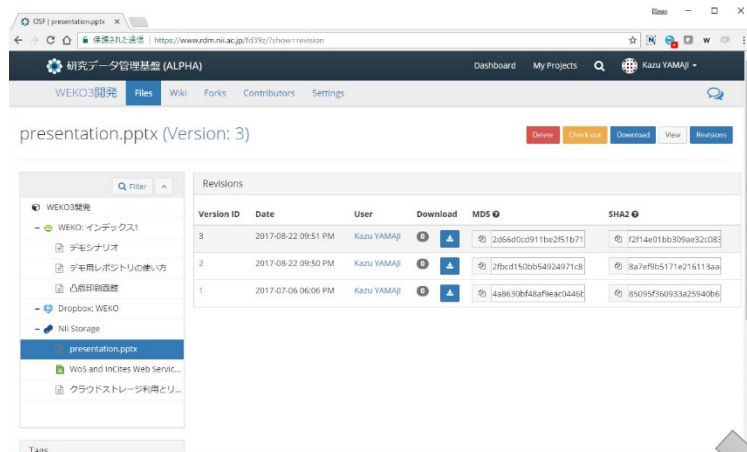 OSF | presentation.pptx
保護された通信 | https://www.rdm.nii.ac.jp/fd39z/?show=revision
研究データ管理基盤 (ALPHA)
Dashboard My Projects Kazu YAMAJI
WEKO3開発 Files Wiki Forks Contributors Settings
presentation.pptx (Version: 3)
Delete Check out Download View Revisions
Filter
Revisions
WEKO3開発
Version ID Date User Download MD5 SHA2
WEKO: インデックス1
3 2017-08-22 09:51 PM Kazu YAMAJI 0 2d66d0cd911be2f51b71 f2f14e01bb309ae32c083
デモシナリオ
2 2017-08-22 09:50 PM Kazu YAMAJI 0 2fbcd150bb54924971c8 8a7ef9b5171e216113aa
デモ用レポジトリの使い方
1 2017-07-06 06:06 PM Kazu YAMAJI 0 4a8630bf48af9eac0446b 85095f360933a25940b6
凸版印刷函館
Dropbox: WEKO
NII Storage
presentation.pptx
WoS and InCites Web Servic...
クラウドストレージ利用とリ...
Tags